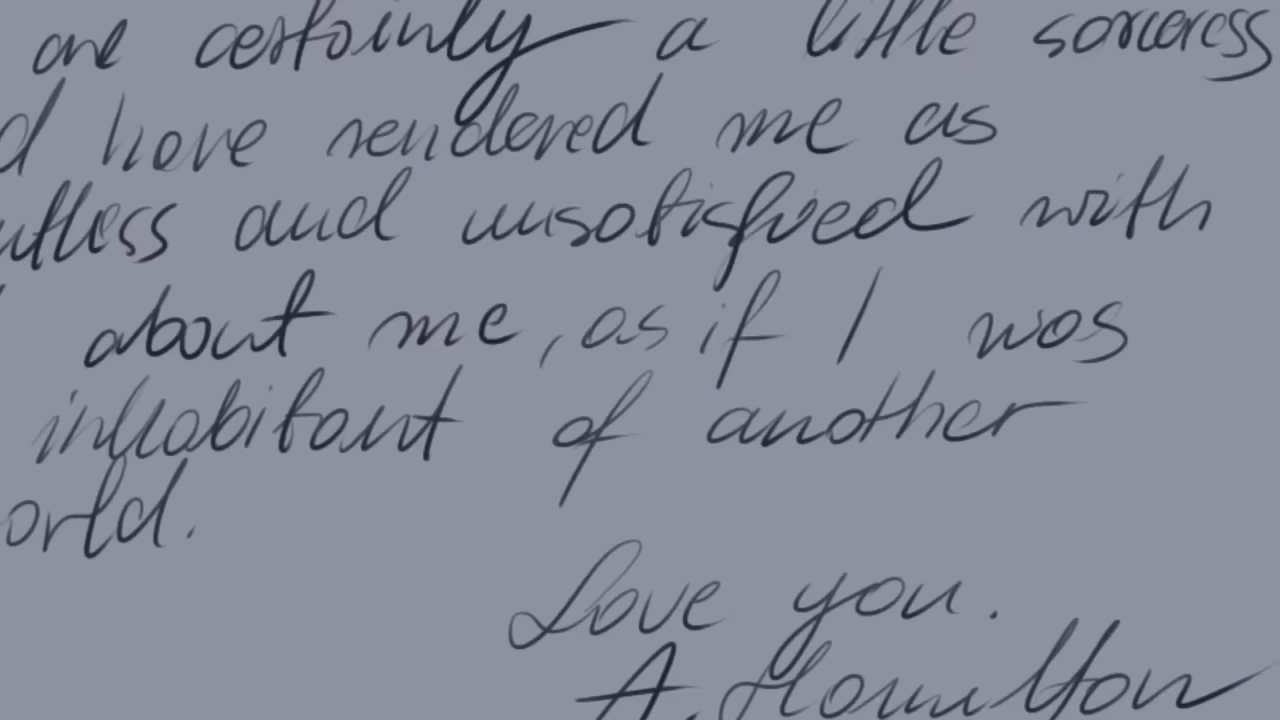 are certainly a little sorceress
d have rendered me as
utless and unsatisfied with
about me, as if I was
inhabitant of another
orld.
Love you.
A. Hamilton